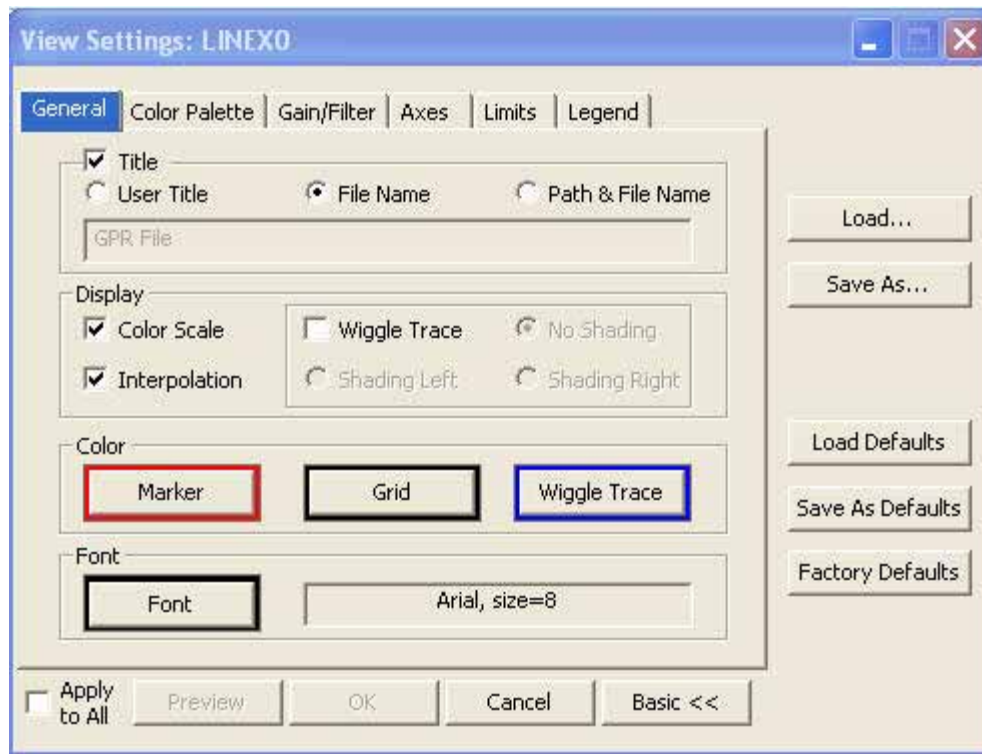 View Settings: LINEX0
General Color Palette Gain/Filter Axes Limits Legend
Title
User Title File Name Path & File Name
GPR File
Display
Color Scale Wiggle Trace No Shading
Interpolation Shading Left Shading Right
Color
Marker Grid Wiggle Trace
Font
Font Arial, size=8
Load...
Save As...
Load Defaults
Save As Defaults
Factory Defaults
Apply
to All
Preview OK Cancel Basic <<